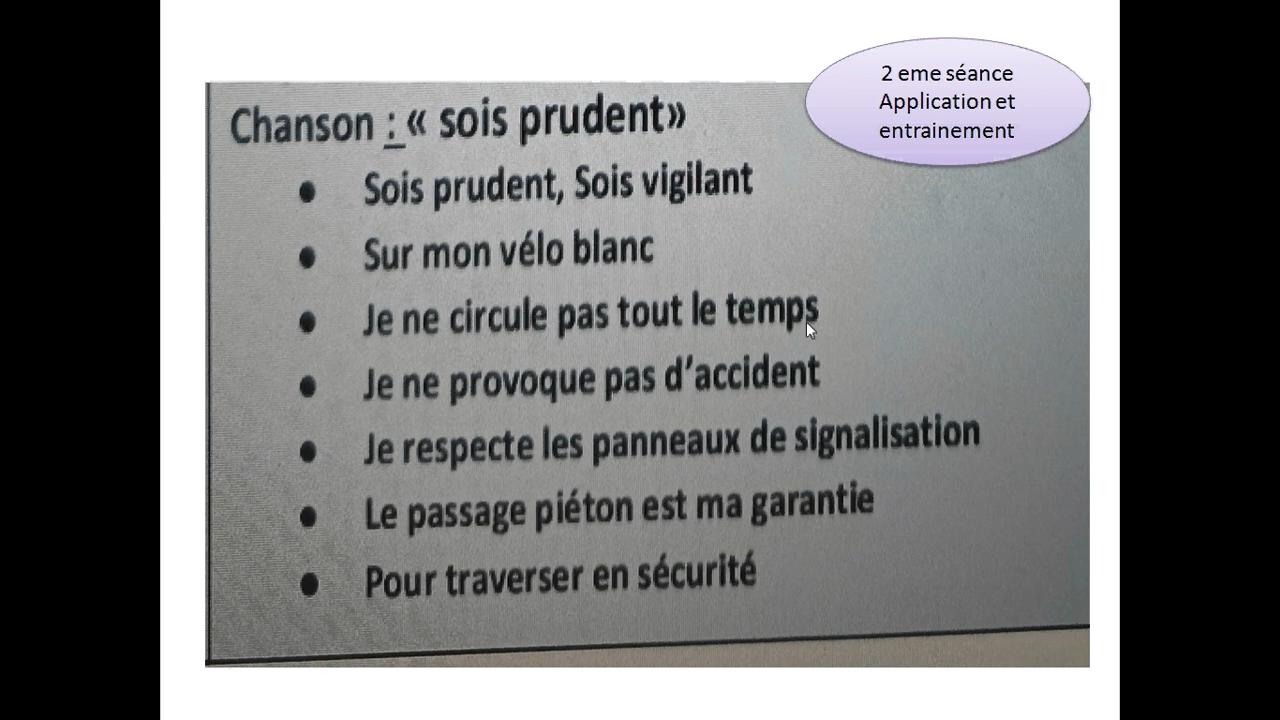 2 eme séance
Application et
entrainement
Chanson : « sois prudent»
• Sois prudent, Sois vigilant
• Sur mon vélo blanc
• Je ne circule pas tout le temps
• Je ne provoque pas d’accident
• Je respecte les panneaux de signalisation
• Le passage piéton est ma garantie
• Pour traverser en sécurité